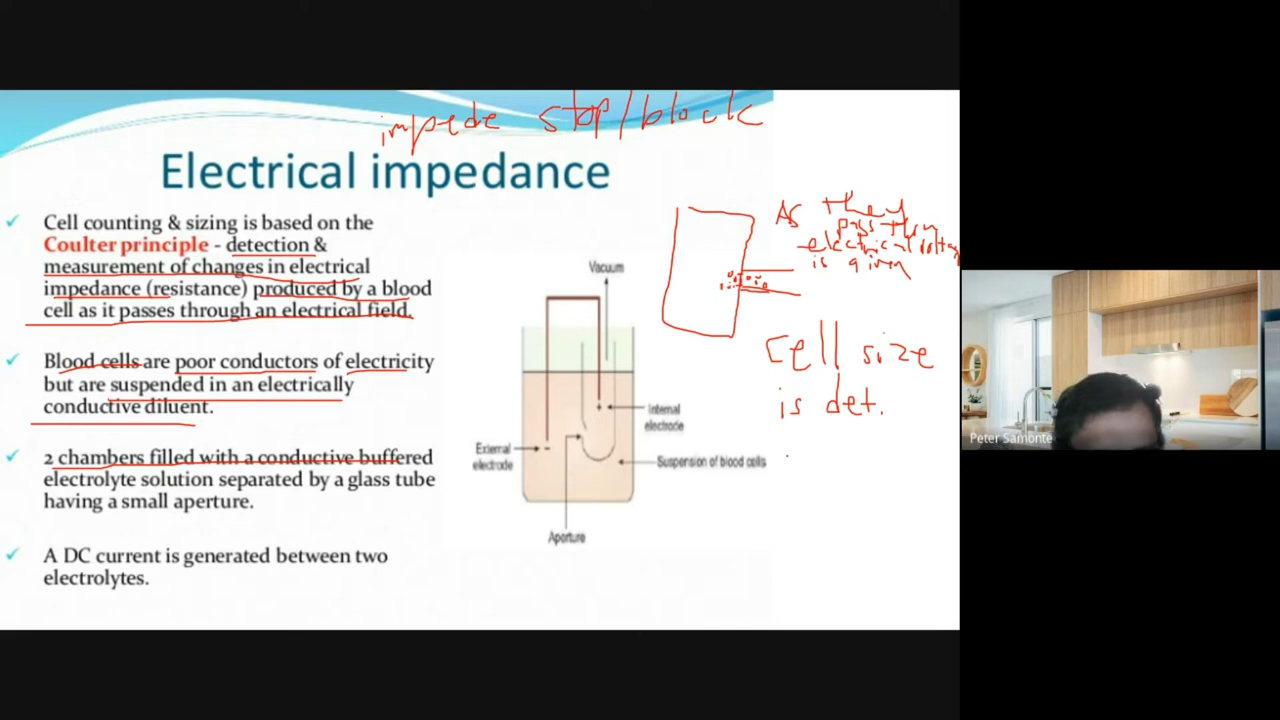 impede stop/block
Electrical impedance
Cell counting & sizing is based on the
Coulter principle - detection &
measurement of changes in electrical
impedance (resistance) produced by a blood
cell as it passes through an electrical field.
Blood cells are poor conductors of electricity
but are suspended in an electrically
conductive diluent.
2 chambers filled with a conductive buffered
electrolyte solution separated by a glass tube
having a small aperture.
A DC current is generated between two
electrolytes.
Vacuum
Internal
electrode
External
electrode
Suspension of blood cells
Aperture
As they
pass
electrical
is given
Cell size
is det.
Peter Samonte